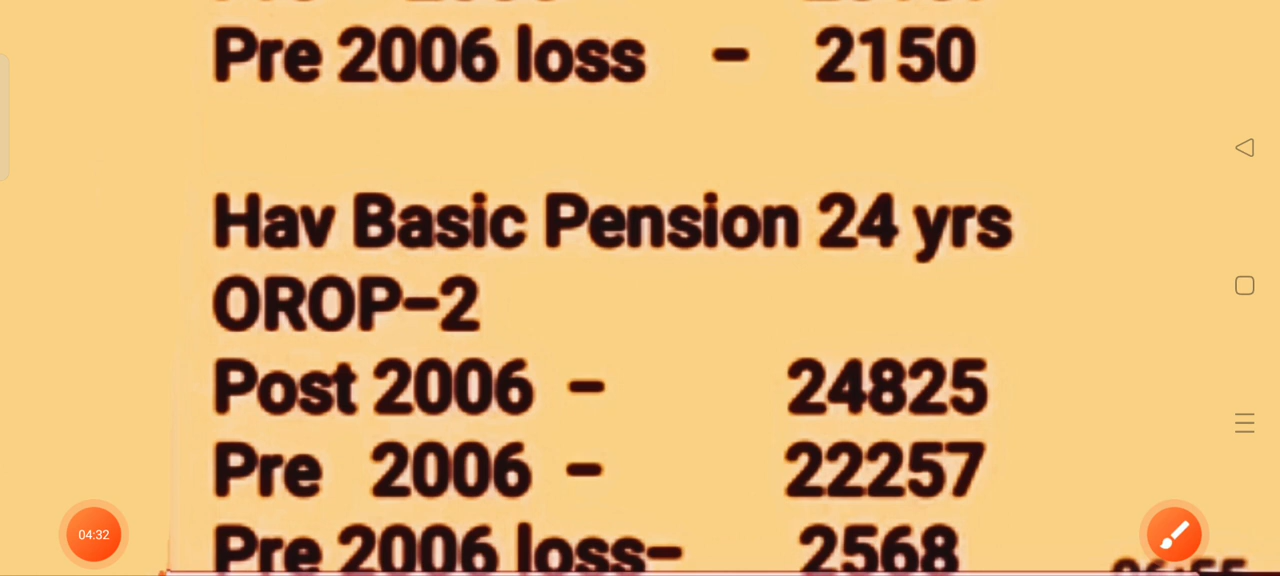 Pre 2006 loss - 2150
Hav Basic Pension 24 yrs
OROP-2
Post 2006 - 24825
Pre 2006 - 22257
Pre 2006 loss- 2568
04:32